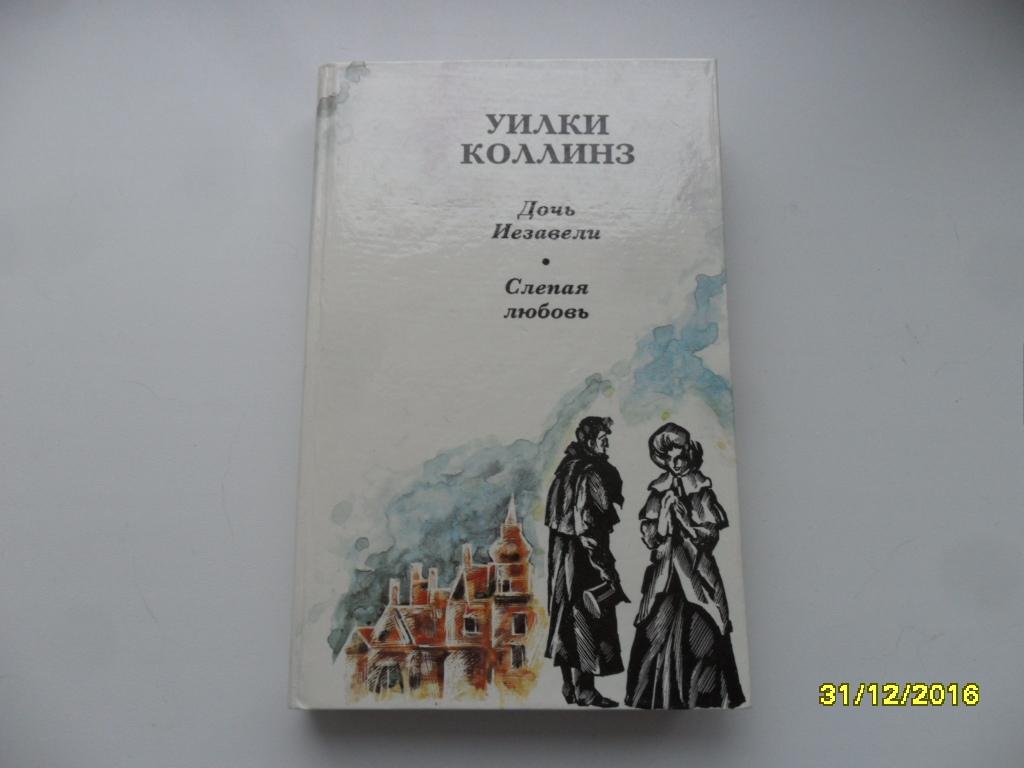 УИЛКИ
КОЛЛИНЗ
Дочь
Иезавели
•
Слепая
любовь
31/12/2016